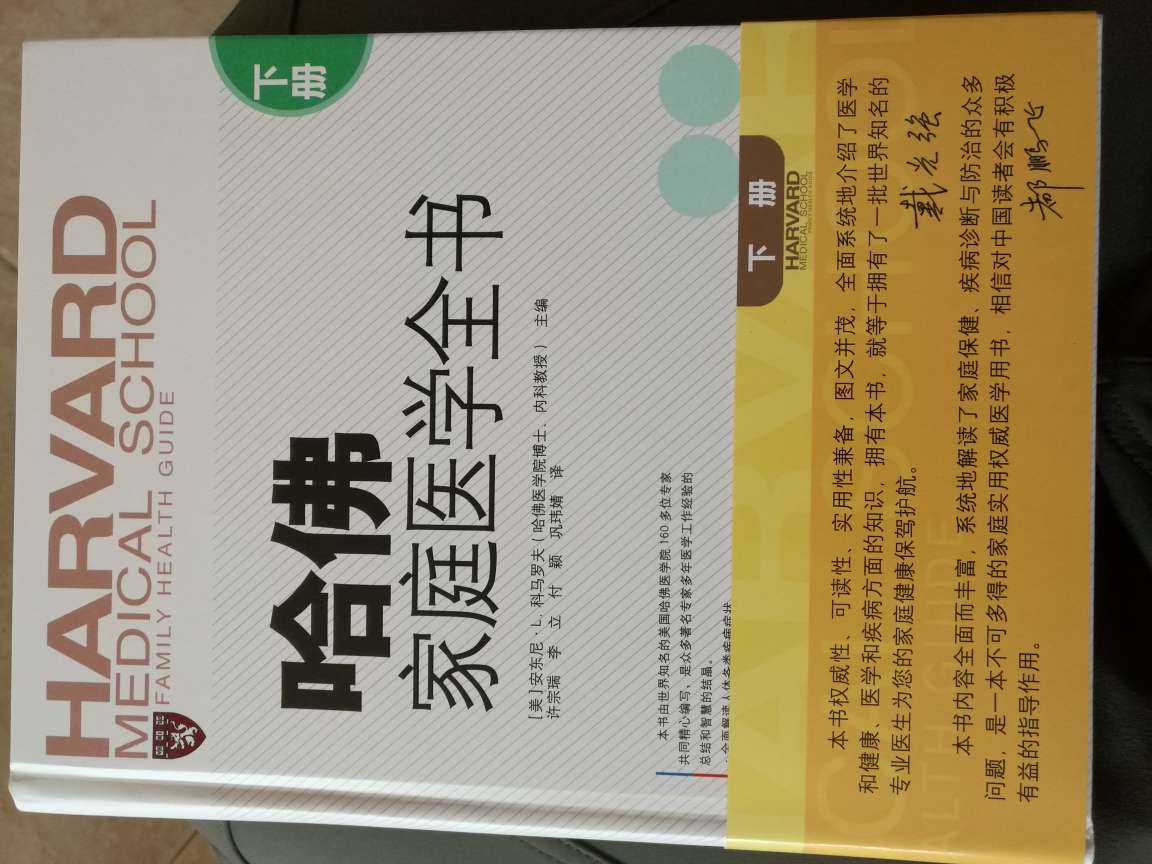 HARVARD
MEDICAL SCHOOL
FAMILY HEALTH GUIDE
下册
哈佛
家庭医学全书
[美]安东尼·L.科马罗夫(哈佛医学院博士、内科教授) 主编
许宗瑞 李 立 付 颖 巩玮婧 译
本书由世界知名的美国哈佛医学院160多位专家
共同精心编写,是众多著名专家多年医学工作经验的
总结和智慧的结晶。
下 册
HARVARD
MEDICAL SCHOOL
本书权威性、可读性、实用性兼备,图文并茂,全面系统地介绍了医学
和健康、医学和疾病方面的知识,拥有本书,就等于拥有了一批世界知名的
专业医生为您的家庭健康保驾护航。
戴光强
本书内容全面而丰富,系统地解读了家庭保健、疾病诊断与防治的众多
问题,是一本不可多得的家庭实用权威医学用书,相信对中国读者会有积极
有益的指导作用。
郝鹏飞